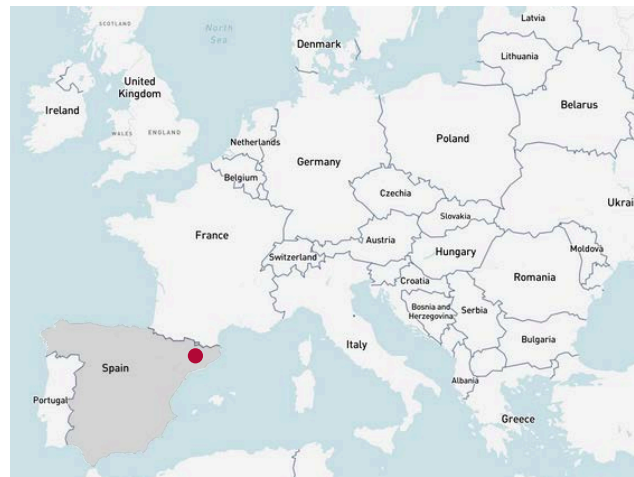 SCOTLAND
North
Sea
Denmark
Latvia
Lithuania
United
Kingdom
Ireland
Belarus
WALES
ENGLAND
Netherlands
Poland
Germany
Belgium
Czechia
Ukrai
Slovakia
France
Austria
Moldova
Switzerland
Hungary
Romania
Croatia
Bosnia and
Herzegovina
Serbia
Italy
Bulgaria
Spain
Albania
Portugal
Greece